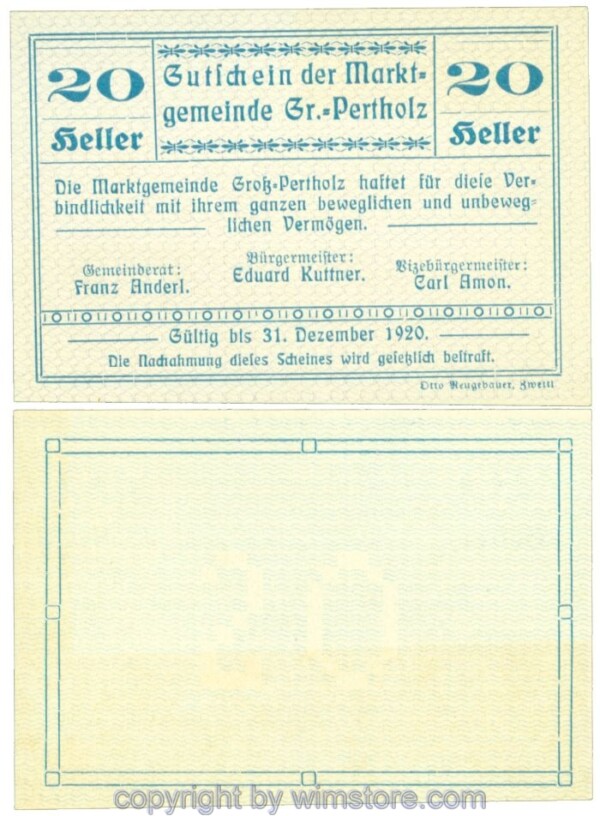 20
Heller
Gutschein der Markt=
gemeinde Gr.=Pertholz
20
Heller
Die Marktgemeinde Groß=Pertholz haftet für diese Ver=
bindlichkeit mit ihrem ganzen beweglichen und unbeweg=
lichen Vermögen.
Gemeinderat:
Franz Anderl.
Bürgermeister:
Eduard Kuttner.
Vizebürgermeister:
Carl Amon.
Gültig bis 31. Dezember 1920.
Die Nachahmung dieses Scheines wird gesetzlich bestraft.
Otto Neugebauer, Zwettl
20
copyright by wimstore.com